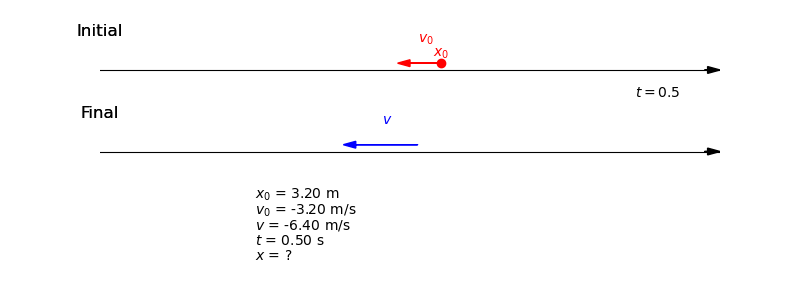 Initial
v₀
x₀
t = 0.5
Final
v
x₀ = 3.20 m
v₀ = -3.20 m/s
v = -6.40 m/s
t = 0.50 s
x = ?